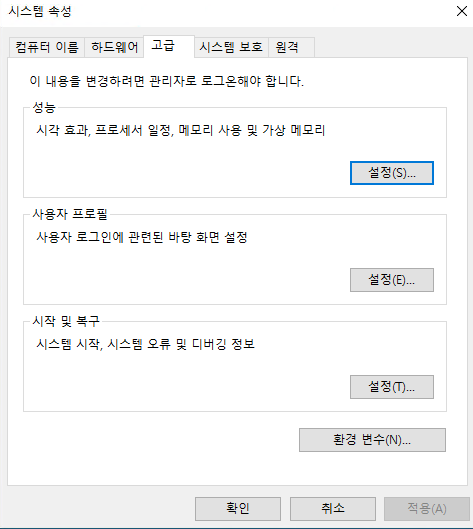 시스템 속성
컴퓨터 이름 하드웨어 고급 시스템 보호 원격
이 내용을 변경하려면 관리자로 로그온해야 합니다.
성능
시각 효과, 프로세서 일정, 메모리 사용 및 가상 메모리
설정(S)...
사용자 프로필
사용자 로그인에 관련된 바탕 화면 설정
설정(E)...
시작 및 복구
시스템 시작, 시스템 오류 및 디버깅 정보
설정(T)...
환경 변수(N)...
확인 취소 적용(A)